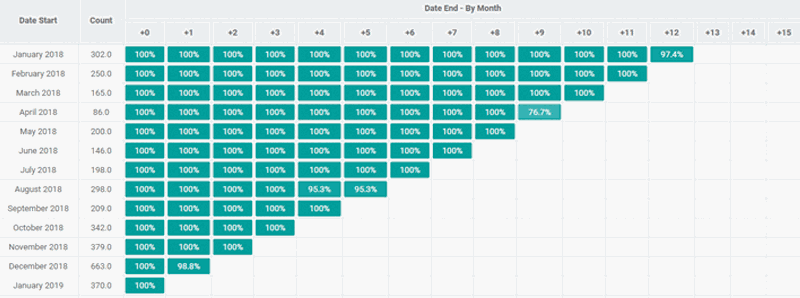 Date Start Count Date End - By Month
+0 +1 +2 +3 +4 +5 +6 +7 +8 +9 +10 +11 +12 +13 +14 +15
January 2018 302.0 100% 100% 100% 100% 100% 100% 100% 100% 100% 100% 100% 100% 97.4%
February 2018 250.0 100% 100% 100% 100% 100% 100% 100% 100% 100% 100% 100% 100%
March 2018 165.0 100% 100% 100% 100% 100% 100% 100% 100% 100% 100% 100%
April 2018 86.0 100% 100% 100% 100% 100% 100% 100% 100% 100% 76.7%
May 2018 200.0 100% 100% 100% 100% 100% 100% 100% 100% 100%
June 2018 146.0 100% 100% 100% 100% 100% 100% 100% 100%
July 2018 198.0 100% 100% 100% 100% 100% 100% 100%
August 2018 298.0 100% 100% 100% 100% 95.3% 95.3%
September 2018 209.0 100% 100% 100% 100% 100%
October 2018 342.0 100% 100% 100% 100%
November 2018 379.0 100% 100% 100%
December 2018 663.0 100% 98.8%
January 2019 370.0 100%